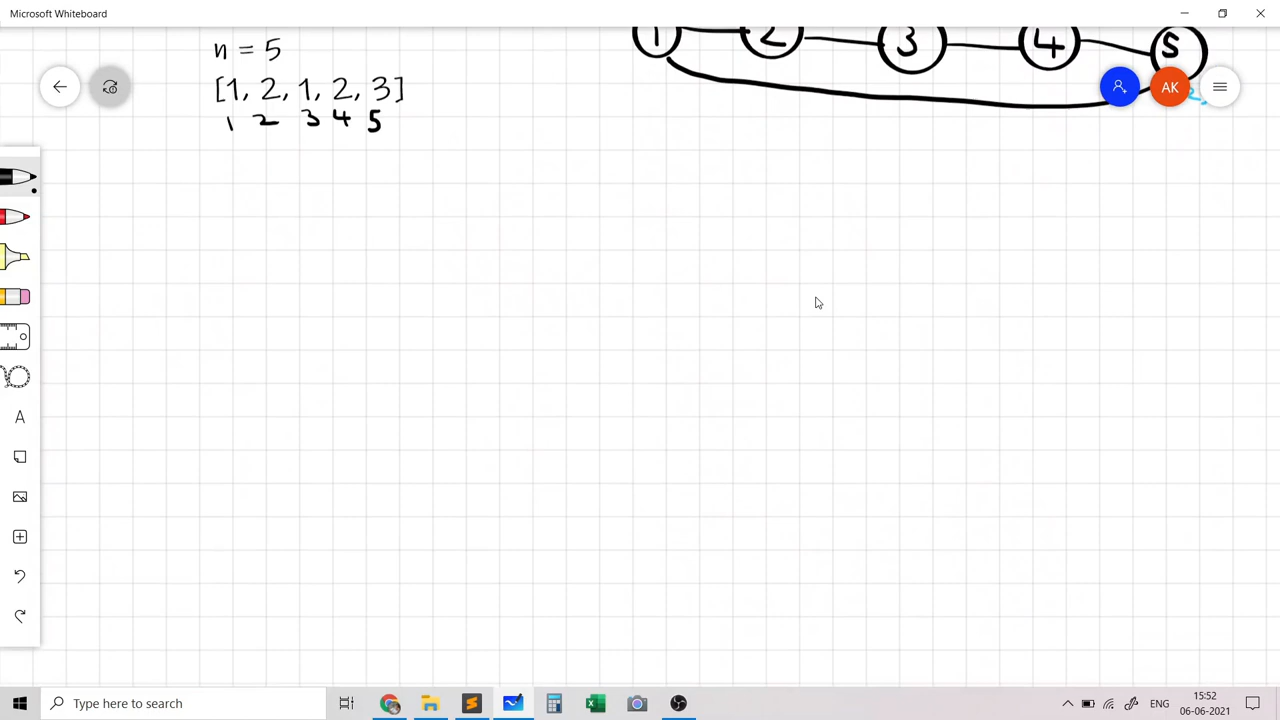 Microsoft Whiteboard
n = 5
[1, 2, 1, 2, 3]
1 2 3 4 5
1 2 3 4 5
AK
A
Type here to search
ENG
15:52
06-06-2021